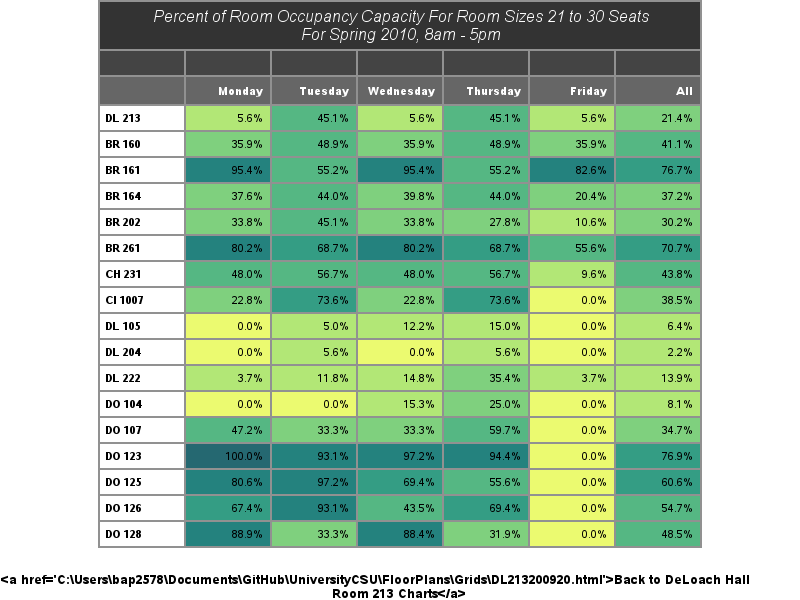 Percent of Room Occupancy Capacity For Room Sizes 21 to 30 Seats
For Spring 2010, 8am - 5pm
Monday Tuesday Wednesday Thursday Friday All
DL 213 5.6% 45.1% 5.6% 45.1% 5.6% 21.4%
BR 160 35.9% 48.9% 35.9% 48.9% 35.9% 41.1%
BR 161 95.4% 55.2% 95.4% 55.2% 82.6% 76.7%
BR 164 37.6% 44.0% 39.8% 44.0% 20.4% 37.2%
BR 202 33.8% 45.1% 33.8% 27.8% 10.6% 30.2%
BR 261 80.2% 68.7% 80.2% 68.7% 55.6% 70.7%
CH 231 48.0% 56.7% 48.0% 56.7% 9.6% 43.8%
CI 1007 22.8% 73.6% 22.8% 73.6% 0.0% 38.5%
DL 105 0.0% 5.0% 12.2% 15.0% 0.0% 6.4%
DL 204 0.0% 5.6% 0.0% 5.6% 0.0% 2.2%
DL 222 3.7% 11.8% 14.8% 35.4% 3.7% 13.9%
DO 104 0.0% 0.0% 15.3% 25.0% 0.0% 8.1%
DO 107 47.2% 33.3% 33.3% 59.7% 0.0% 34.7%
DO 123 100.0% 93.1% 97.2% 94.4% 0.0% 76.9%
DO 125 80.6% 97.2% 69.4% 55.6% 0.0% 60.6%
DO 126 67.4% 93.1% 43.5% 69.4% 0.0% 54.7%
DO 128 88.9% 33.3% 88.4% 31.9% 0.0% 48.5%
<a href='C:\Users\bap2578\Documents\GitHub\UniversityCSU\FloorPlans\Grids\DL213200920.html'>Back to DeLoach Hall
Room 213 Charts</a>